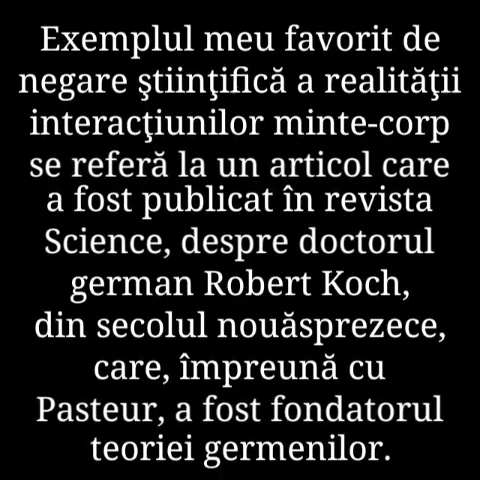 Exemplul meu favorit de
negare ştiinţifică a realităţii
interacţiunilor minte-corp
se referă la un articol care
a fost publicat în revista
Science, despre doctorul
german Robert Koch,
din secolul nouăsprezece,
care, împreună cu
Pasteur, a fost fondatorul
teoriei germenilor.